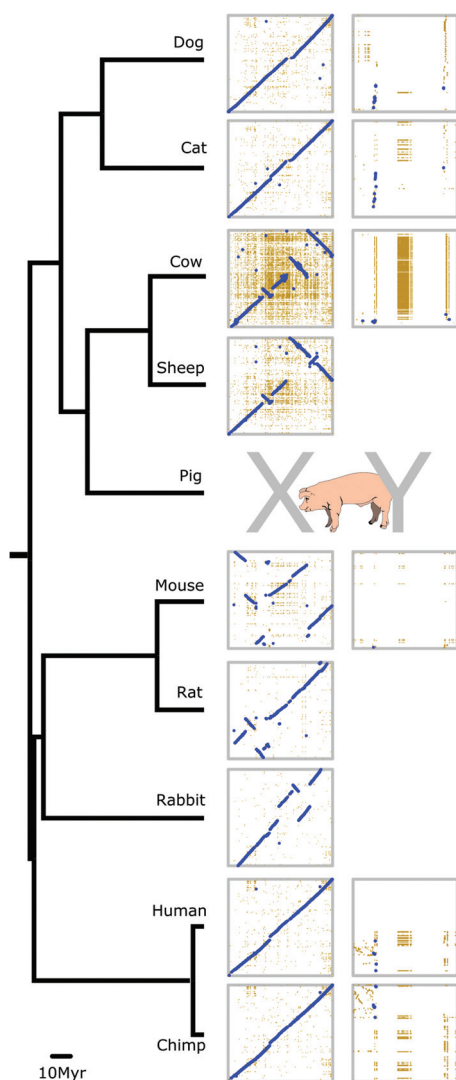 Dog
Cat
Cow
Sheep
Pig
X Y
Mouse
Rat
Rabbit
Human
Chimp
10Myr